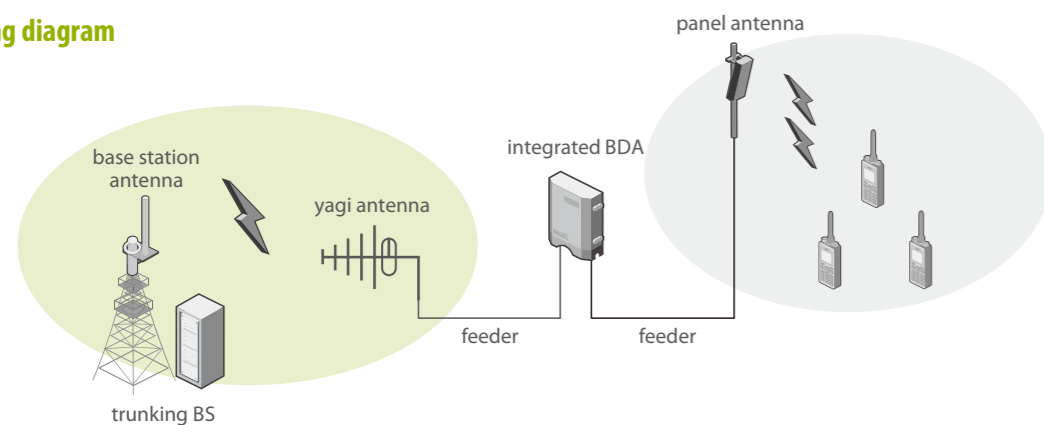 diagram
panel antenna
integrated BDA
base station
antenna
yagi antenna
feeder
feeder
trunking BS